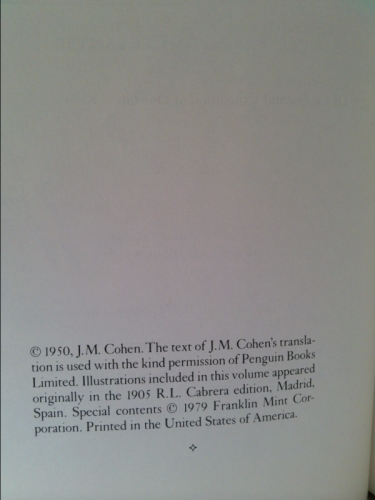 © 1950, J.M. Cohen. The text of J.M. Cohen's transla-
tion is used with the kind permission of Penguin Books
Limited. Illustrations included in this volume appeared
originally in the 1905 R.L. Cabrera edition, Madrid,
Spain. Special contents © 1979 Franklin Mint Cor-
poration. Printed in the United States of America.